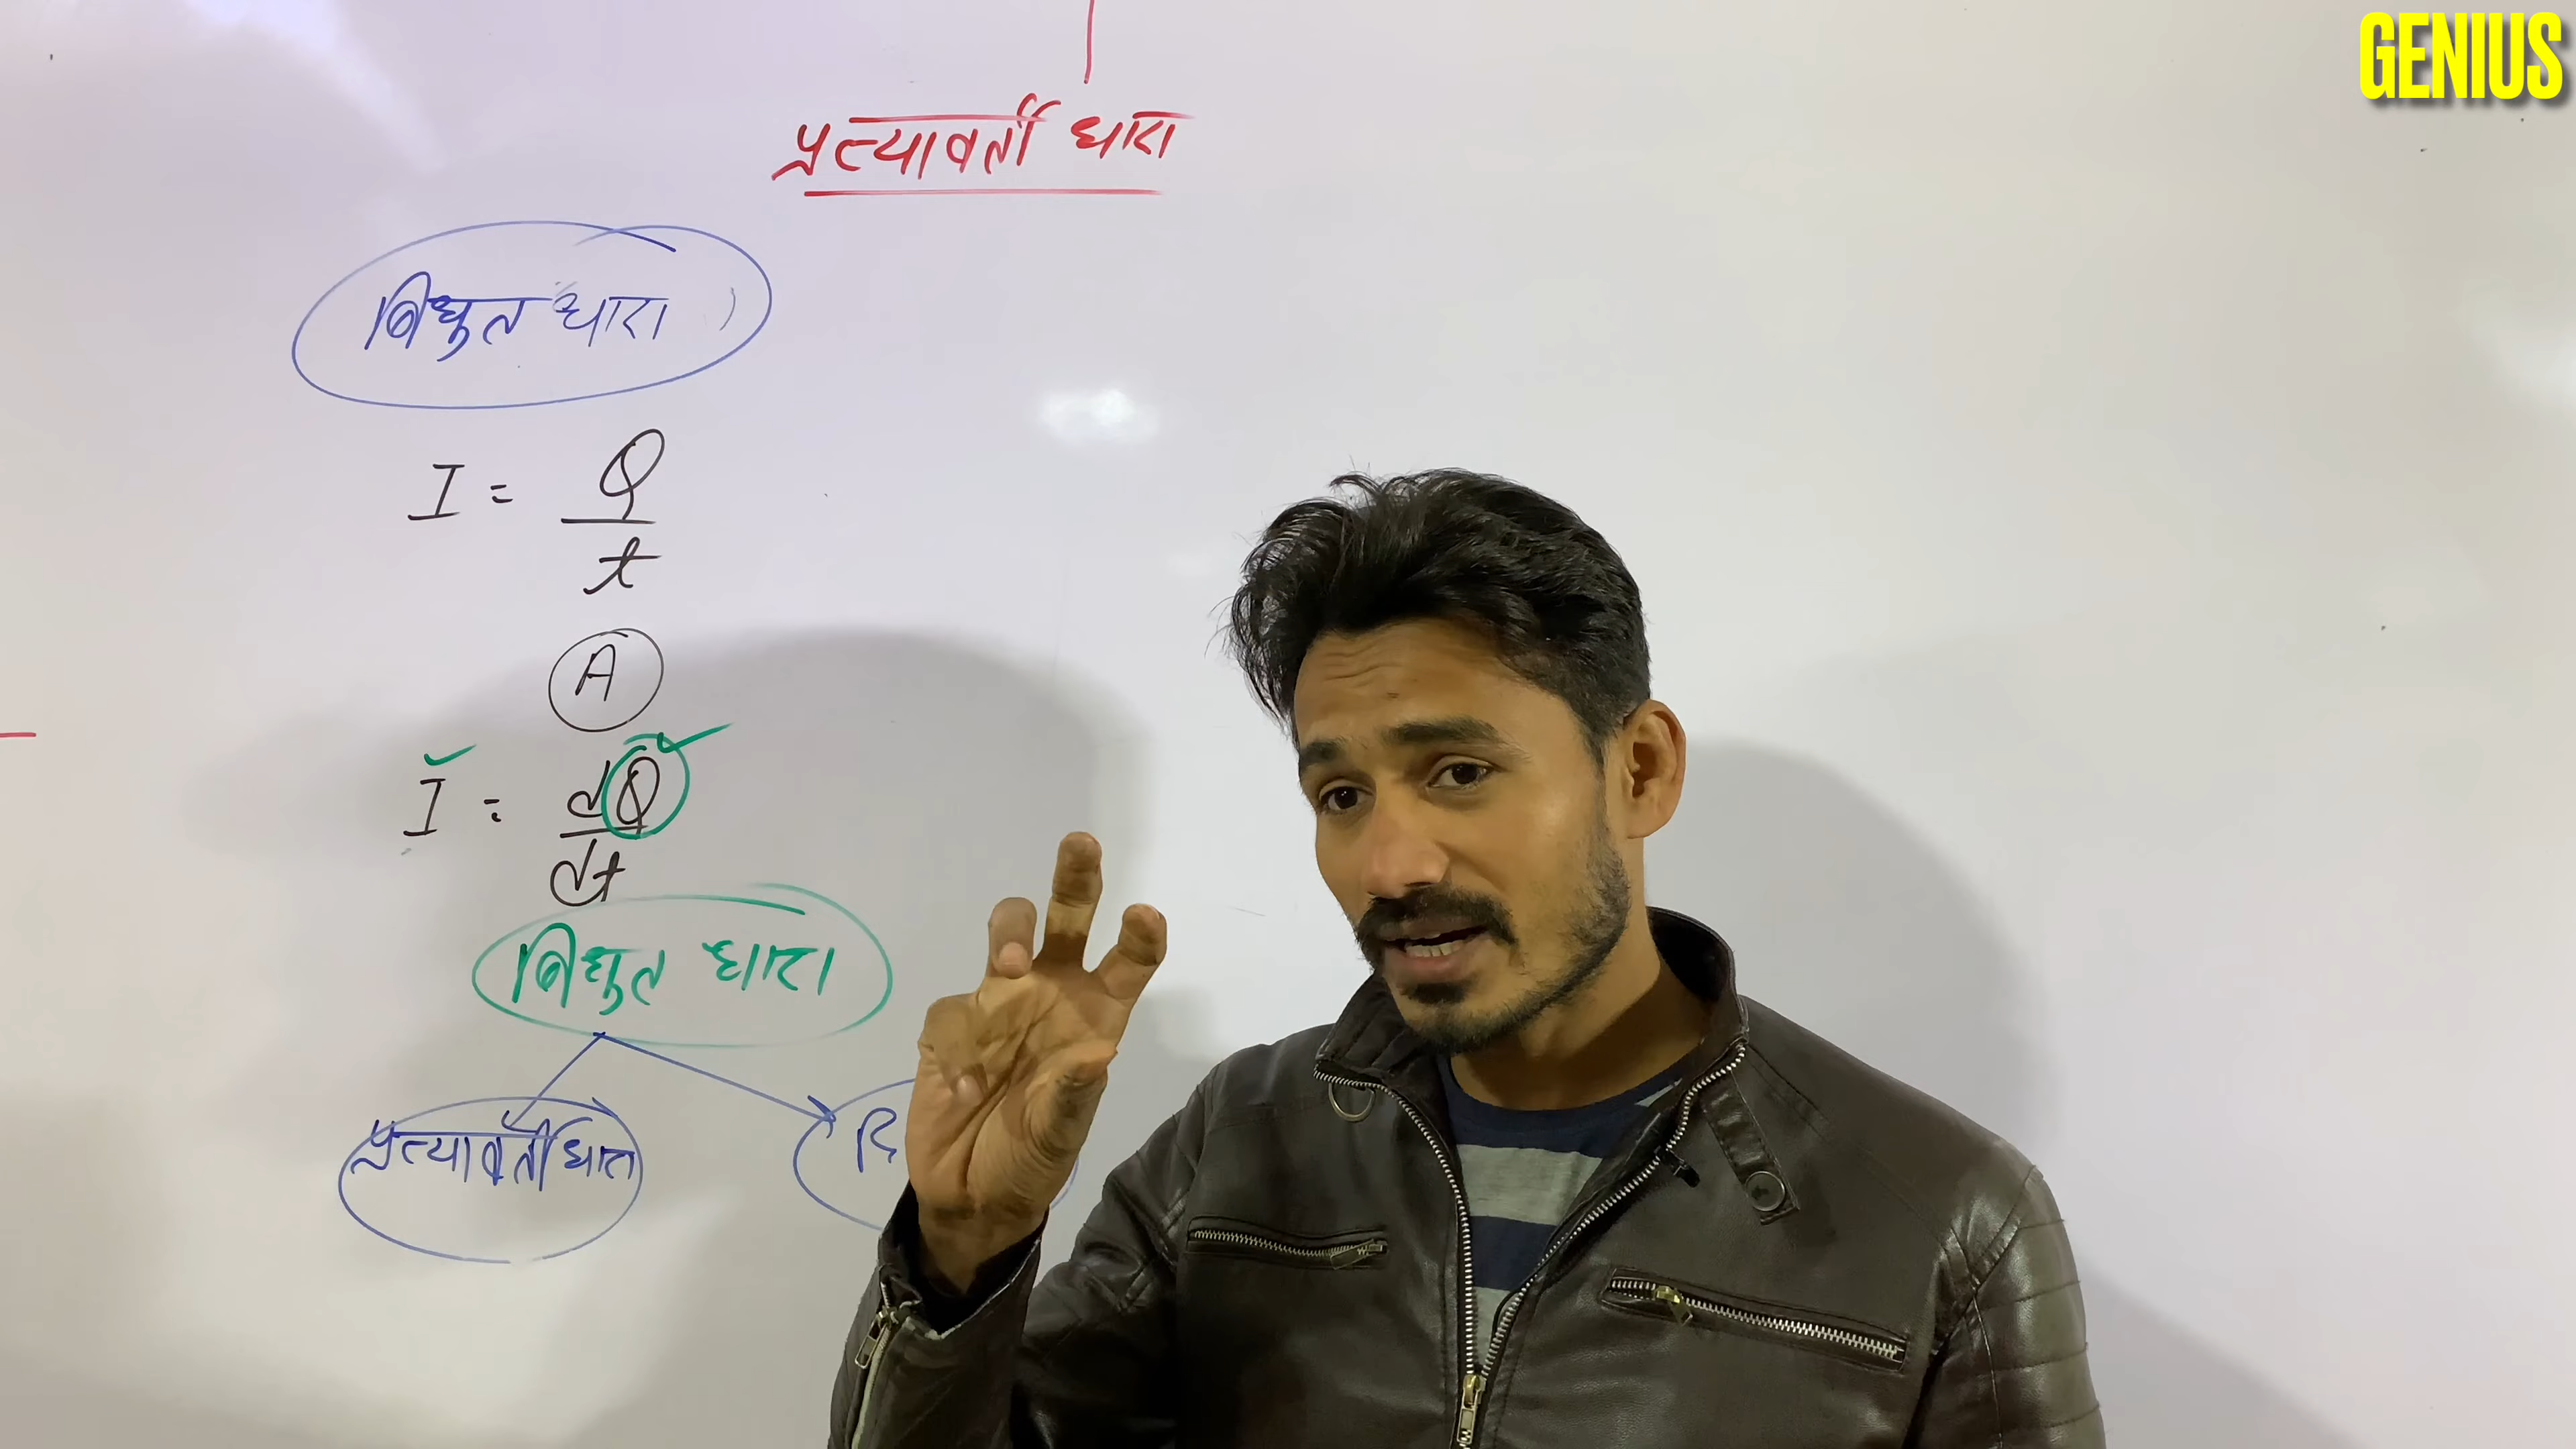 GENIUS
प्रत्यावर्ती धारा
विधुत धारा
I = Q
t
A
I = dQ
dt
विधुत धारा
प्रत्यावर्ती धारा